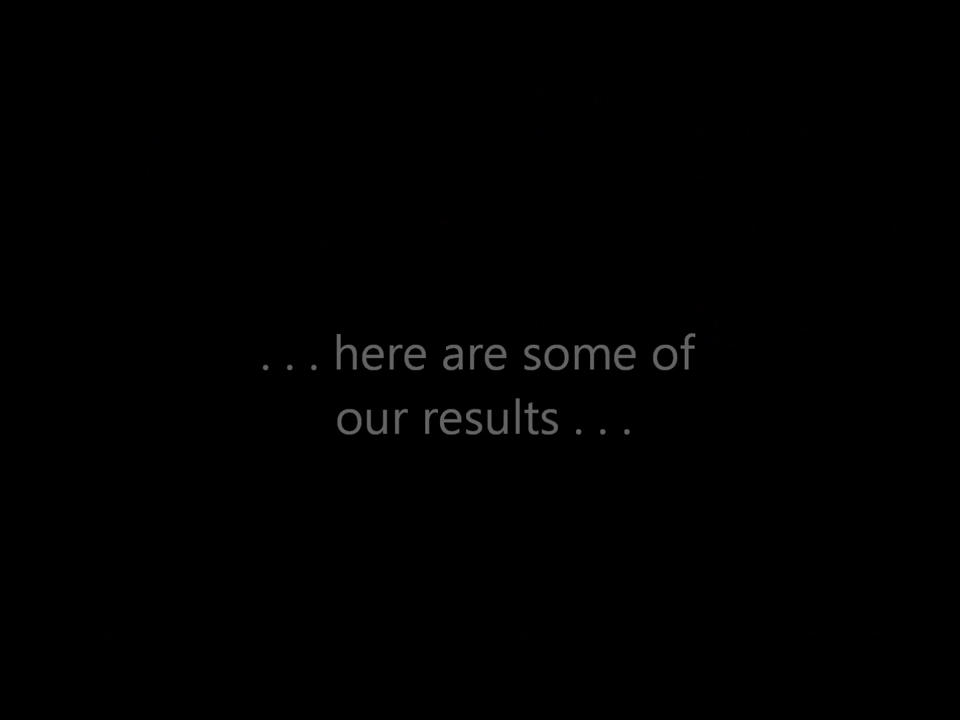 . . . here are some of
our results . . .